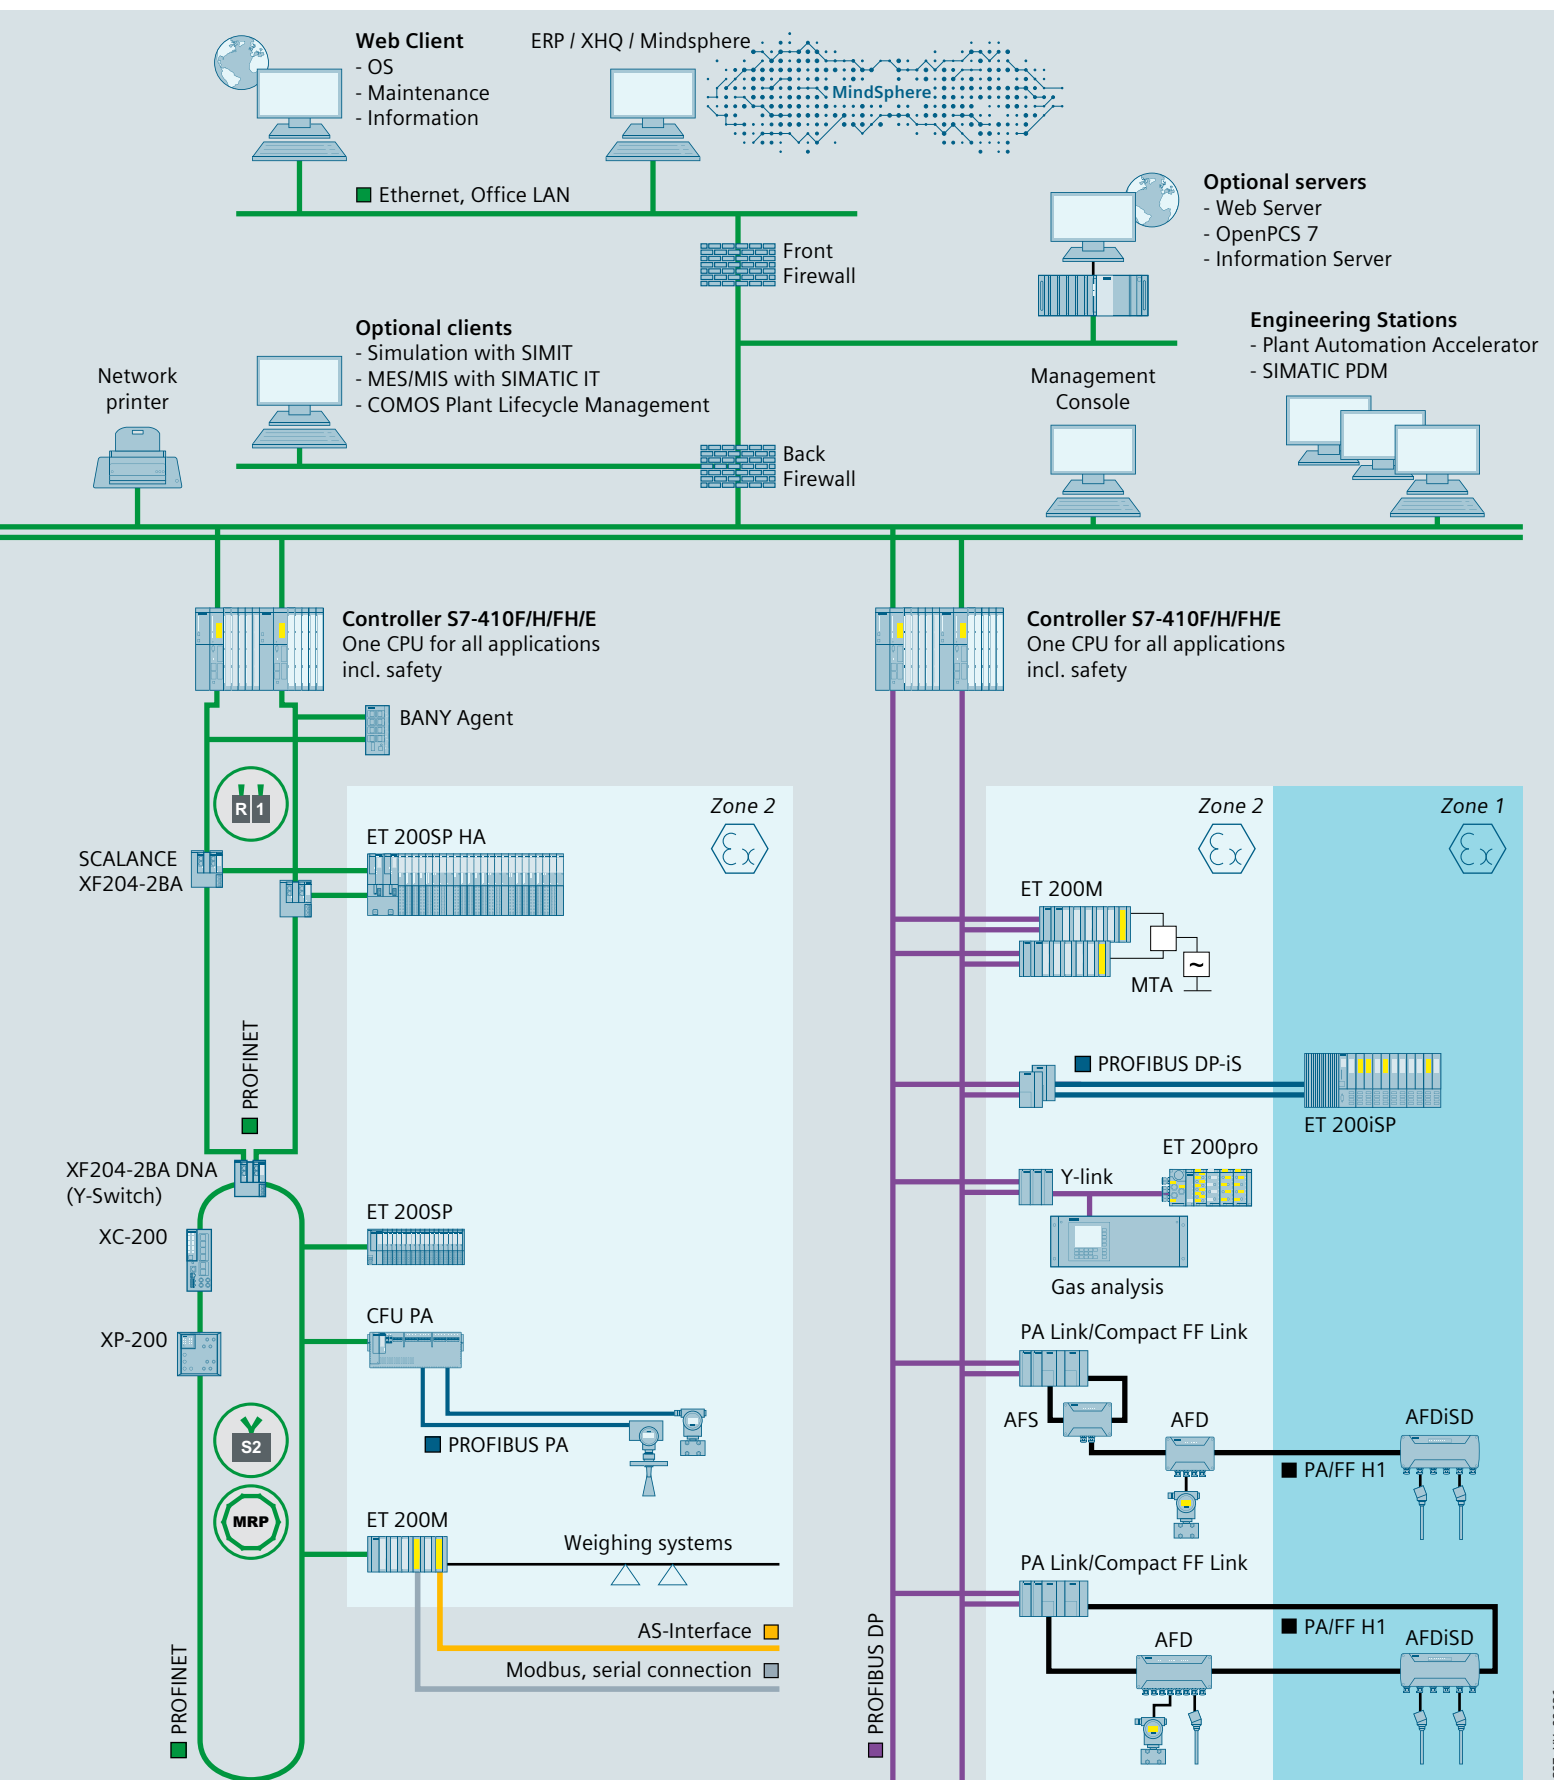 Web Client
- OS
- Maintenance
- Information
ERP / XHQ / Mindsphere
MindSphere
Ethernet, Office LAN
Front
Firewall
Optional servers
- Web Server
- OpenPCS 7
- Information Server
Optional clients
- Simulation with SIMIT
- MES/MIS with SIMATIC IT
- COMOS Plant Lifecycle Management
Engineering Stations
- Plant Automation Accelerator
- SIMATIC PDM
Network
printer
Management
Console
Back
Firewall
Controller S7-410F/H/FH/E
One CPU for all applications
incl. safety
Controller S7-410F/H/FH/E
One CPU for all applications
incl. safety
BANY Agent
R 1
Zone 2
Ex
ET 200SP HA
SCALANCE
XF204-2BA
PROFINET
XF204-2BA DNA
(Y-Switch)
XC-200
ET 200SP
XP-200
CFU PA
PROFIBUS PA
S2
MRP
ET 200M
Weighing systems
AS-Interface
Modbus, serial connection
PROFINET
Zone 2
Ex
Zone 1
Ex
ET 200M
~
MTA
PROFIBUS DP-iS
ET 200iSP
ET 200pro
Y-link
Gas analysis
PA Link/Compact FF Link
AFS
AFD
AFDiSD
PA/FF H1
PA Link/Compact FF Link
PA/FF H1
AFD
AFDiSD
PROFIBUS DP